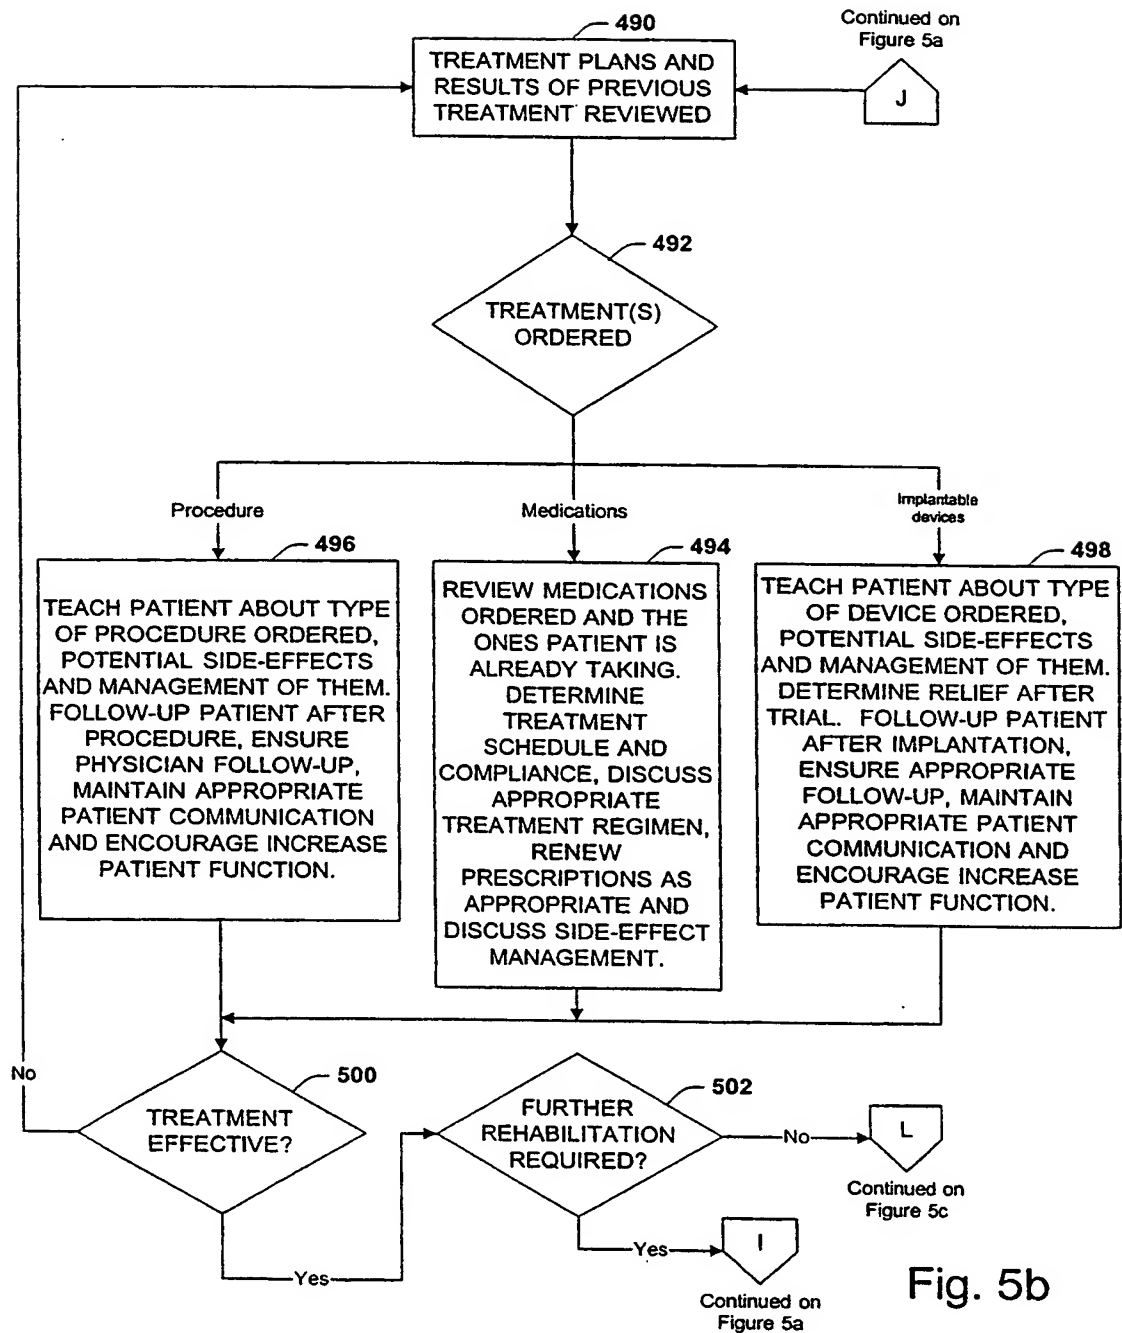 490
Continued on
Figure 5a
TREATMENT PLANS AND
RESULTS OF PREVIOUS
TREATMENT REVIEWED
J
492
TREATMENT(S)
ORDERED
Procedure
Medications
Implantable
devices
496
494
498
TEACH PATIENT ABOUT TYPE
OF PROCEDURE ORDERED,
POTENTIAL SIDE-EFFECTS
AND MANAGEMENT OF THEM.
FOLLOW-UP PATIENT AFTER
PROCEDURE, ENSURE
PHYSICIAN FOLLOW-UP,
MAINTAIN APPROPRIATE
PATIENT COMMUNICATION
AND ENCOURAGE INCREASE
PATIENT FUNCTION.
REVIEW MEDICATIONS
ORDERED AND THE
ONES PATIENT IS
ALREADY TAKING.
DETERMINE
TREATMENT
SCHEDULE AND
COMPLIANCE, DISCUSS
APPROPRIATE
TREATMENT REGIMEN,
RENEW
PRESCRIPTIONS AS
APPROPRIATE AND
DISCUSS SIDE-EFFECT
MANAGEMENT.
TEACH PATIENT ABOUT TYPE
OF DEVICE ORDERED,
POTENTIAL SIDE-EFFECTS
AND MANAGEMENT OF THEM.
DETERMINE RELIEF AFTER
TRIAL. FOLLOW-UP PATIENT
AFTER IMPLANTATION,
ENSURE APPROPRIATE
FOLLOW-UP, MAINTAIN
APPROPRIATE PATIENT
COMMUNICATION AND
ENCOURAGE INCREASE
PATIENT FUNCTION.
No
500
TREATMENT
EFFECTIVE?
Yes
502
FURTHER
REHABILITATION
REQUIRED?
No
L
Continued on
Figure 5c
Yes
I
Continued on
Figure 5a
Fig. 5b